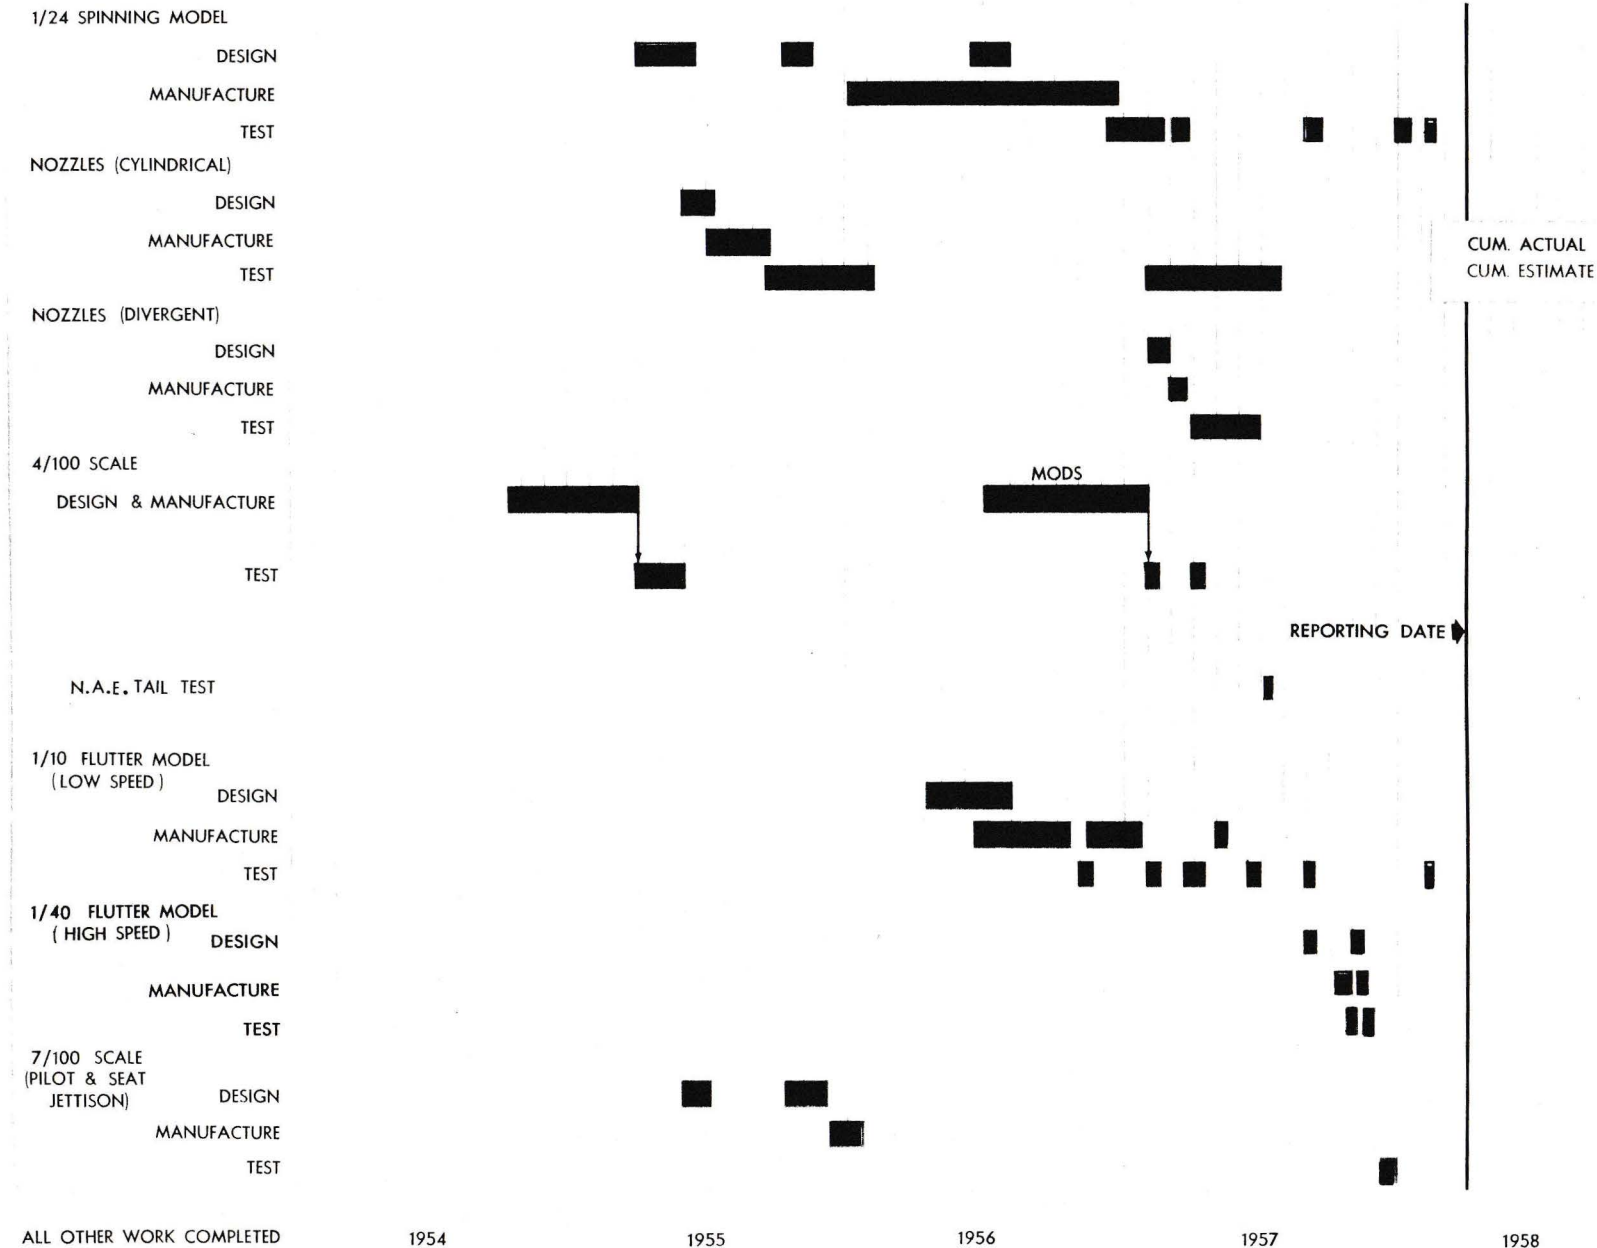 1/24 SPINNING MODEL
DESIGN
MANUFACTURE
TEST
NOZZLES (CYLINDRICAL)
DESIGN
MANUFACTURE
CUM. ACTUAL
TEST
CUM. ESTIMATE
NOZZLES (DIVERGENT)
DESIGN
MANUFACTURE
TEST
4/100 SCALE
MODS
DESIGN & MANUFACTURE
TEST
REPORTING DATE
N.A.E. TAIL TEST
1/10 FLUTTER MODEL
(LOW SPEED)
DESIGN
MANUFACTURE
TEST
1/40 FLUTTER MODEL
(HIGH SPEED)
DESIGN
MANUFACTURE
TEST
7/100 SCALE
(PILOT & SEAT
JETTISON)
DESIGN
MANUFACTURE
TEST
ALL OTHER WORK COMPLETED 1954 1955 1956 1957 1958